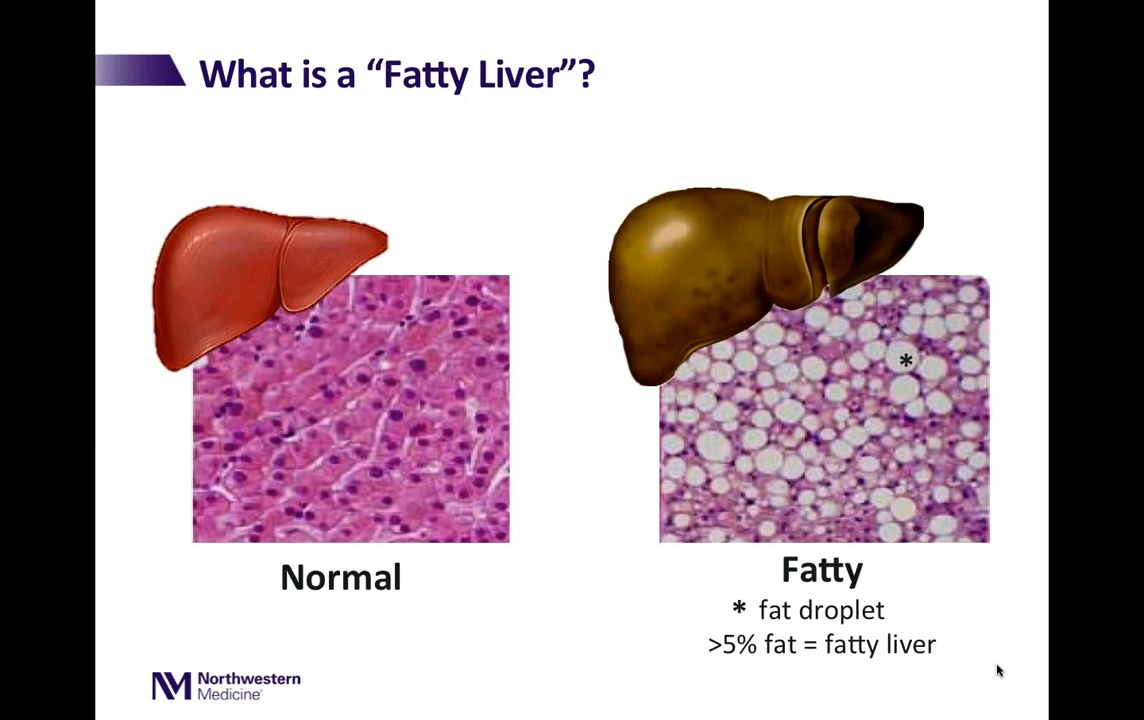 What is a “Fatty Liver”?
*
Normal
Fatty
* fat droplet
>5% fat = fatty liver
Northwestern
Medicine